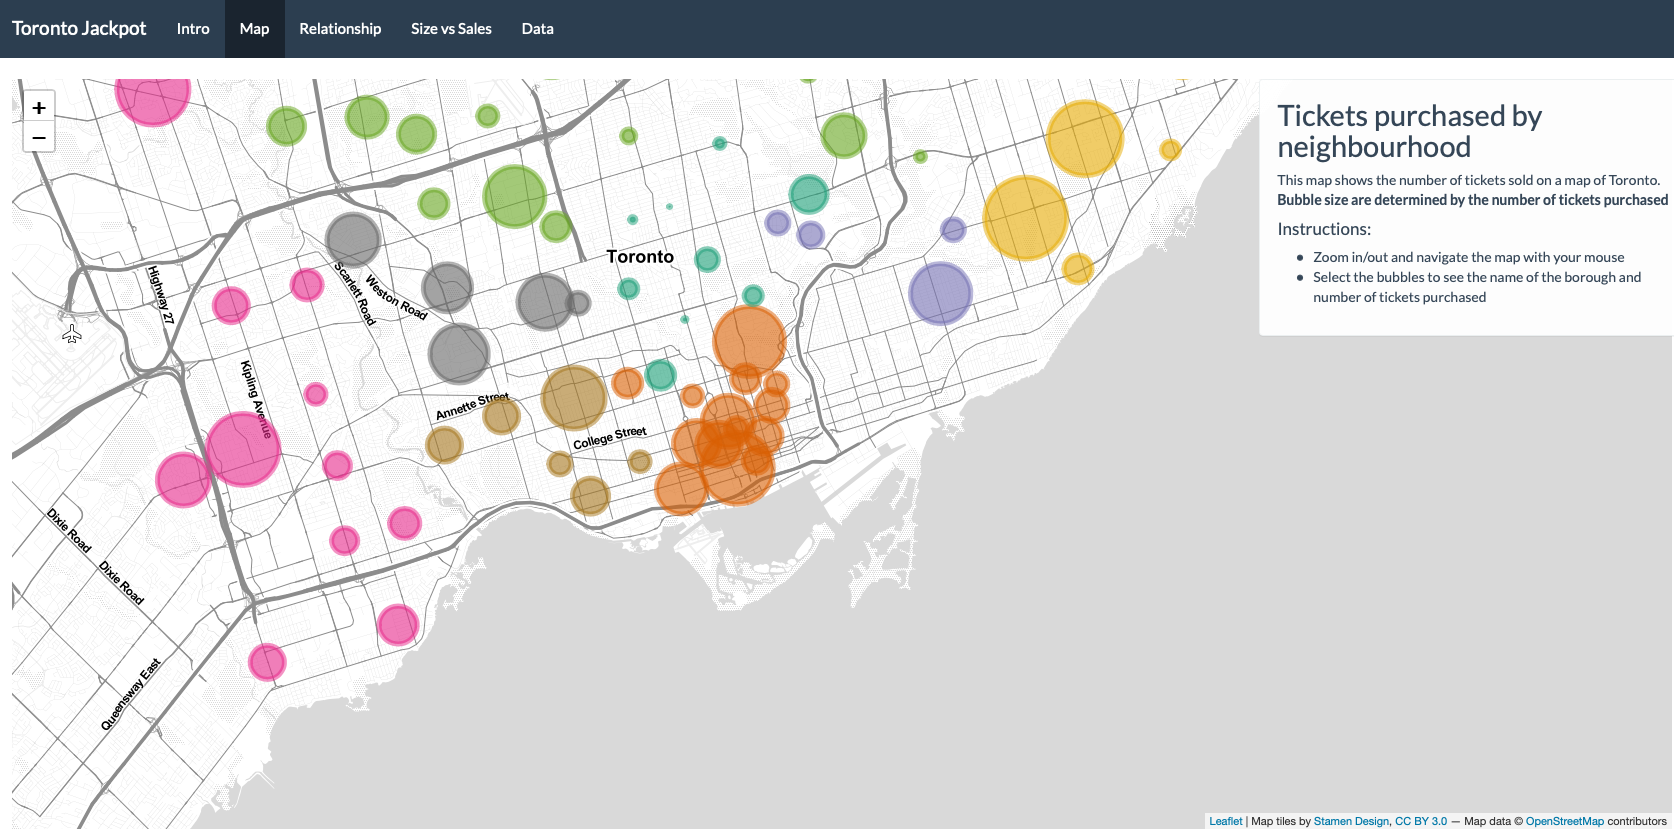 Toronto Jackpot Intro Map Relationship Size vs Sales Data
+
−
Tickets purchased by
neighbourhood
This map shows the number of tickets sold on a map of Toronto.
Bubble size are determined by the number of tickets purchased
Instructions:
• Zoom in/out and navigate the map with your mouse
• Select the bubbles to see the name of the borough and
number of tickets purchased
Toronto
Highway 27
Scarlett Road
Weston Road
Kipling Avenue
Annette Street
College Street
Dixie Road
Dixie Road
Queensway East
Leaflet | Map tiles by Stamen Design, CC BY 3.0 — Map data © OpenStreetMap contributors